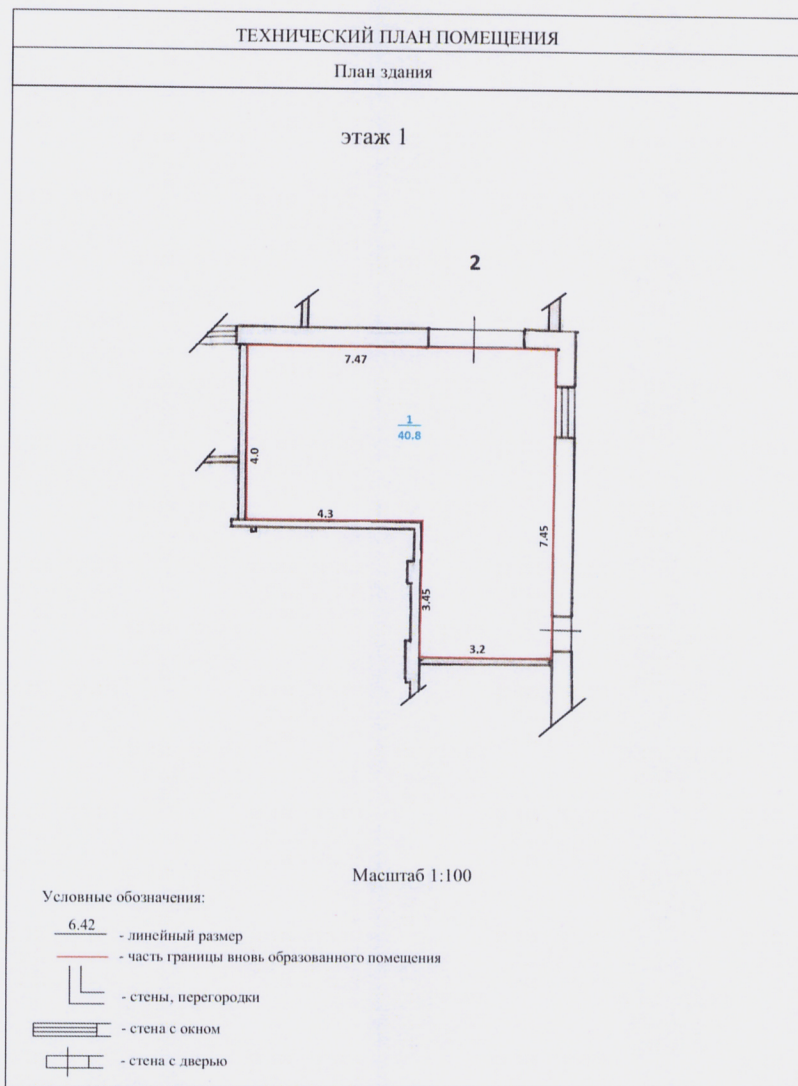 ТЕХНИЧЕСКИЙ ПЛАН ПОМЕЩЕНИЯ
План здания
этаж 1
2
7.47
1
40.8
4.0
4.3
7.45
3.45
3.2
Масштаб 1:100
Условные обозначения:
6.42 - линейный размер
- часть границы вновь образованного помещения
- стены, перегородки
- стена с окном
- стена с дверью